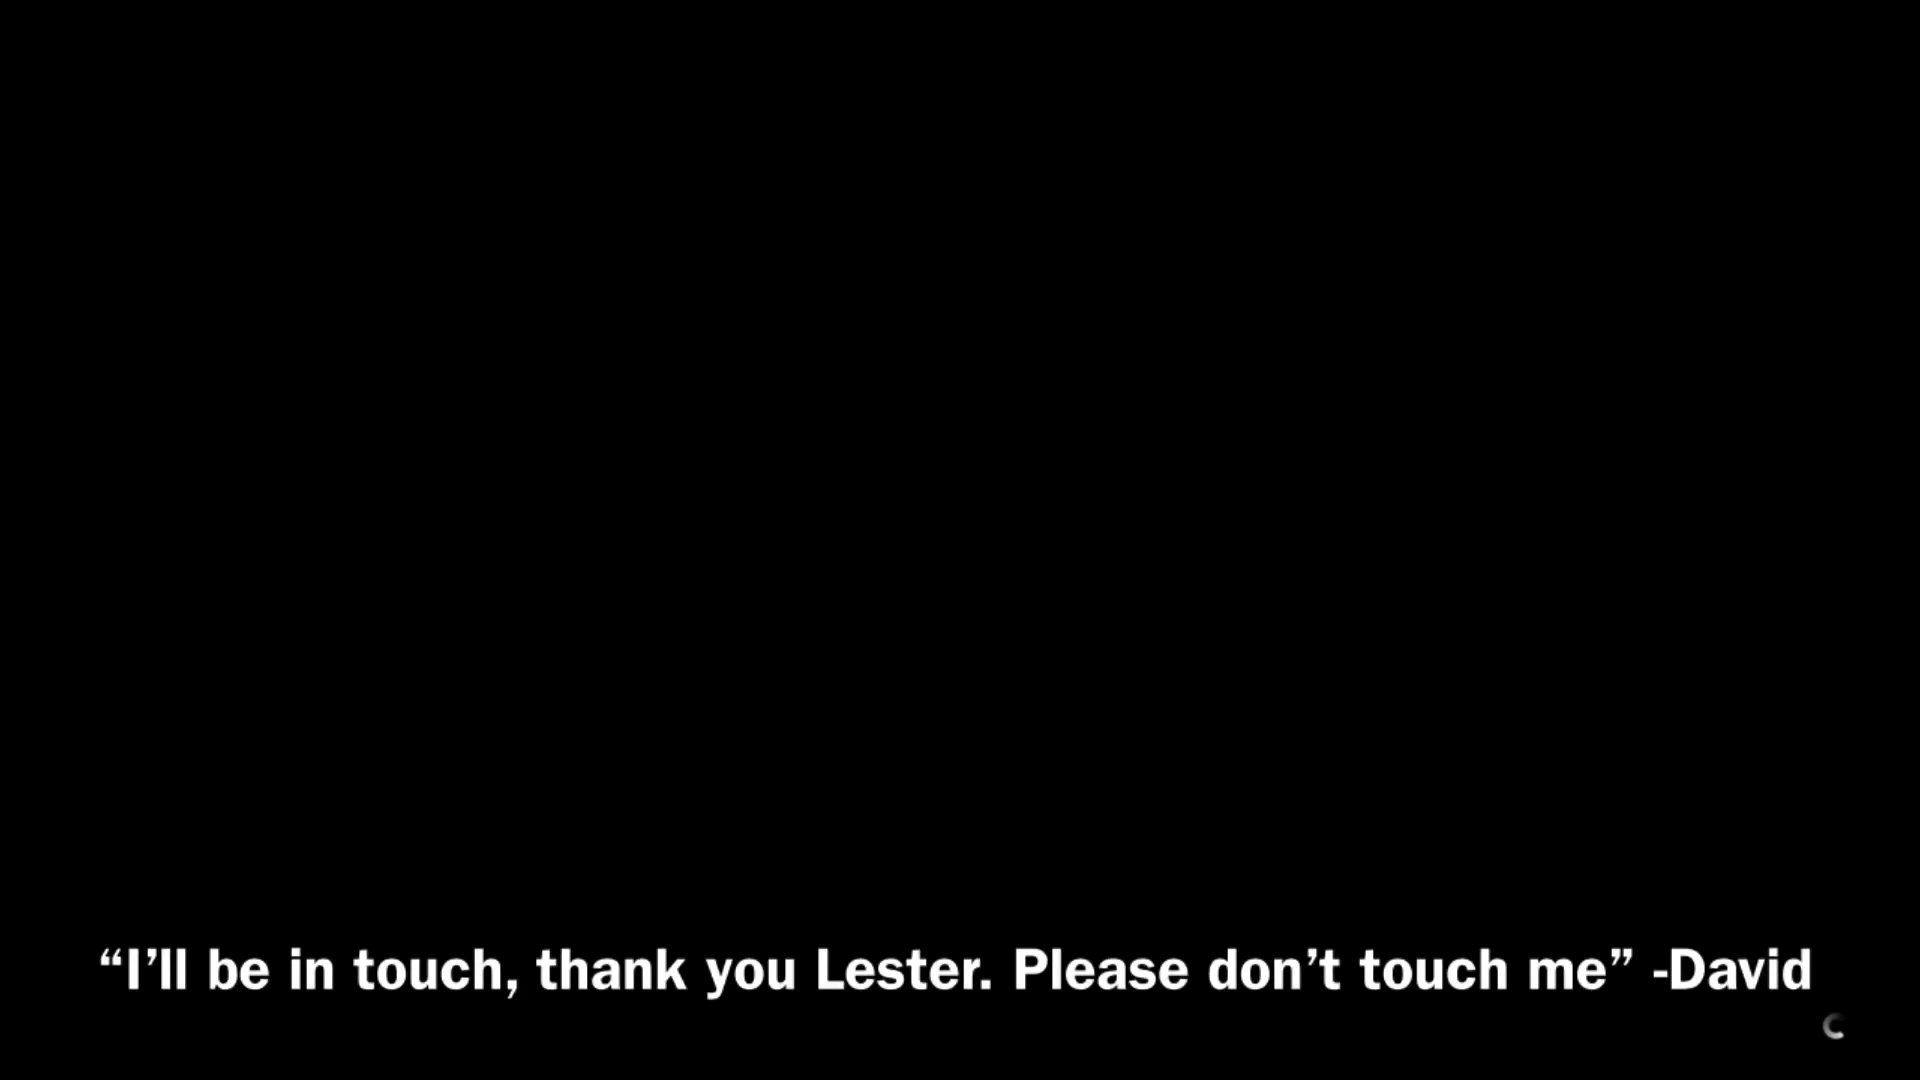 “I’ll be in touch, thank you Lester. Please don’t touch me” -David